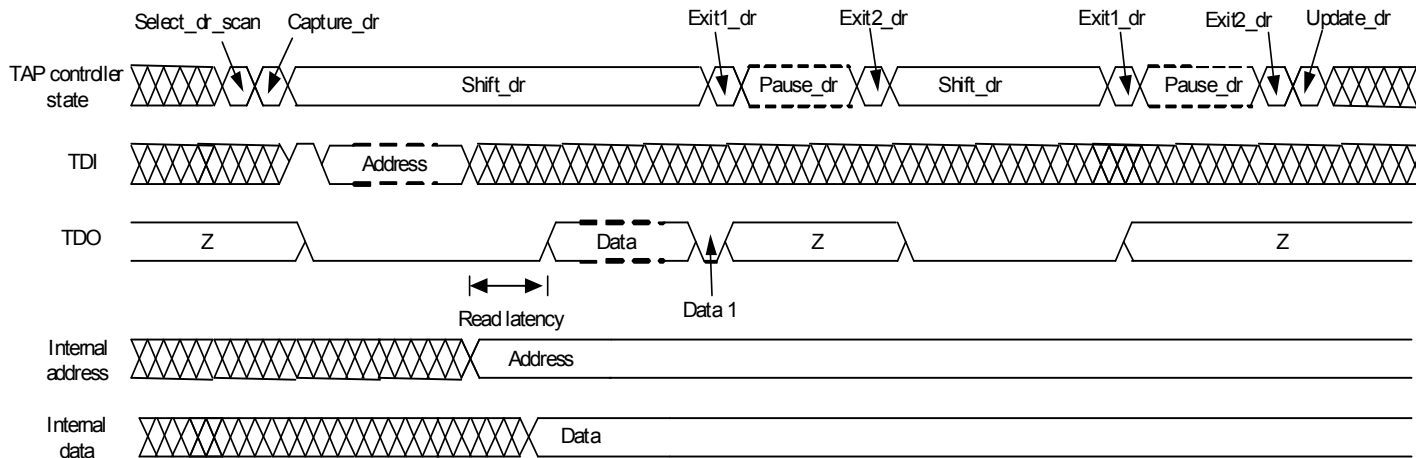 Select_dr_scan
Capture_dr
Exit1_dr
Exit2_dr
Exit1_dr
Exit2_dr
Update_dr
TAP controller
state
Shift_dr
Pause_dr
Shift_dr
Pause_dr
TDI
Address
TDO
Z
Data
Z
Z
Read latency
Data 1
Internal
address
Address
Internal
data
Data